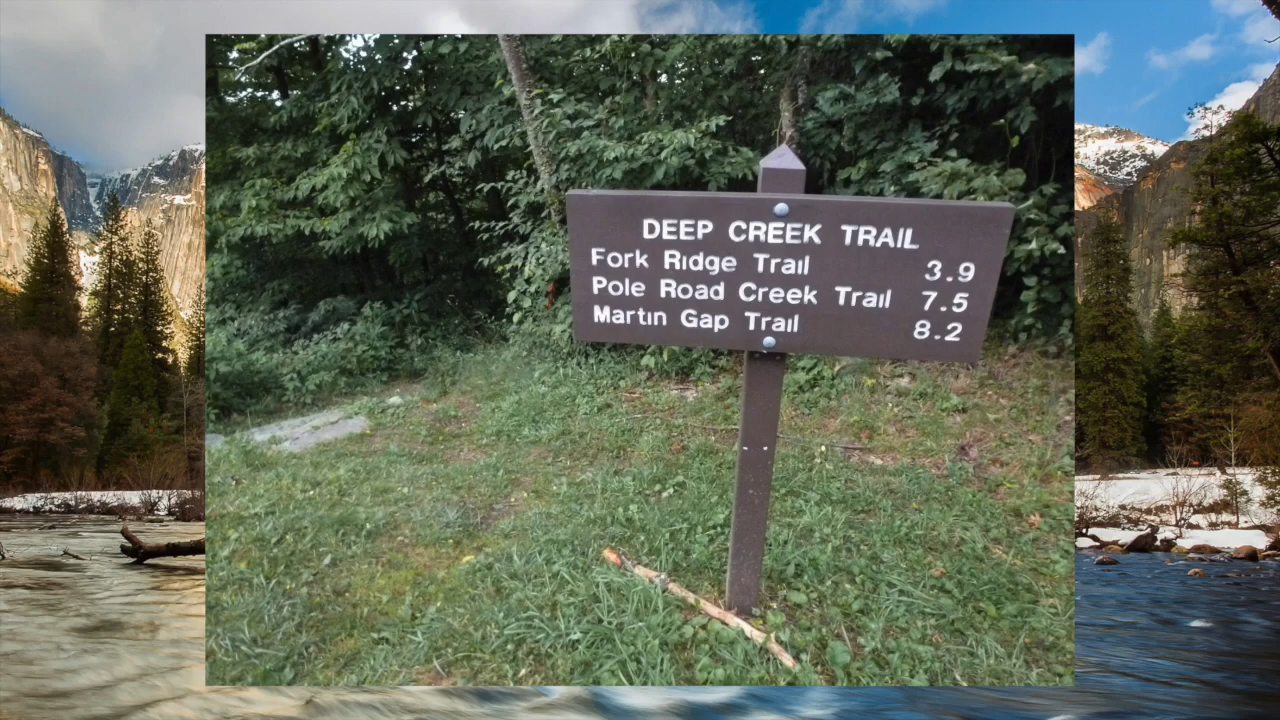 DEEP CREEK TRAIL
Fork Ridge Trail 3.9
Pole Road Creek Trail 7.5
Martin Gap Trail 8.2